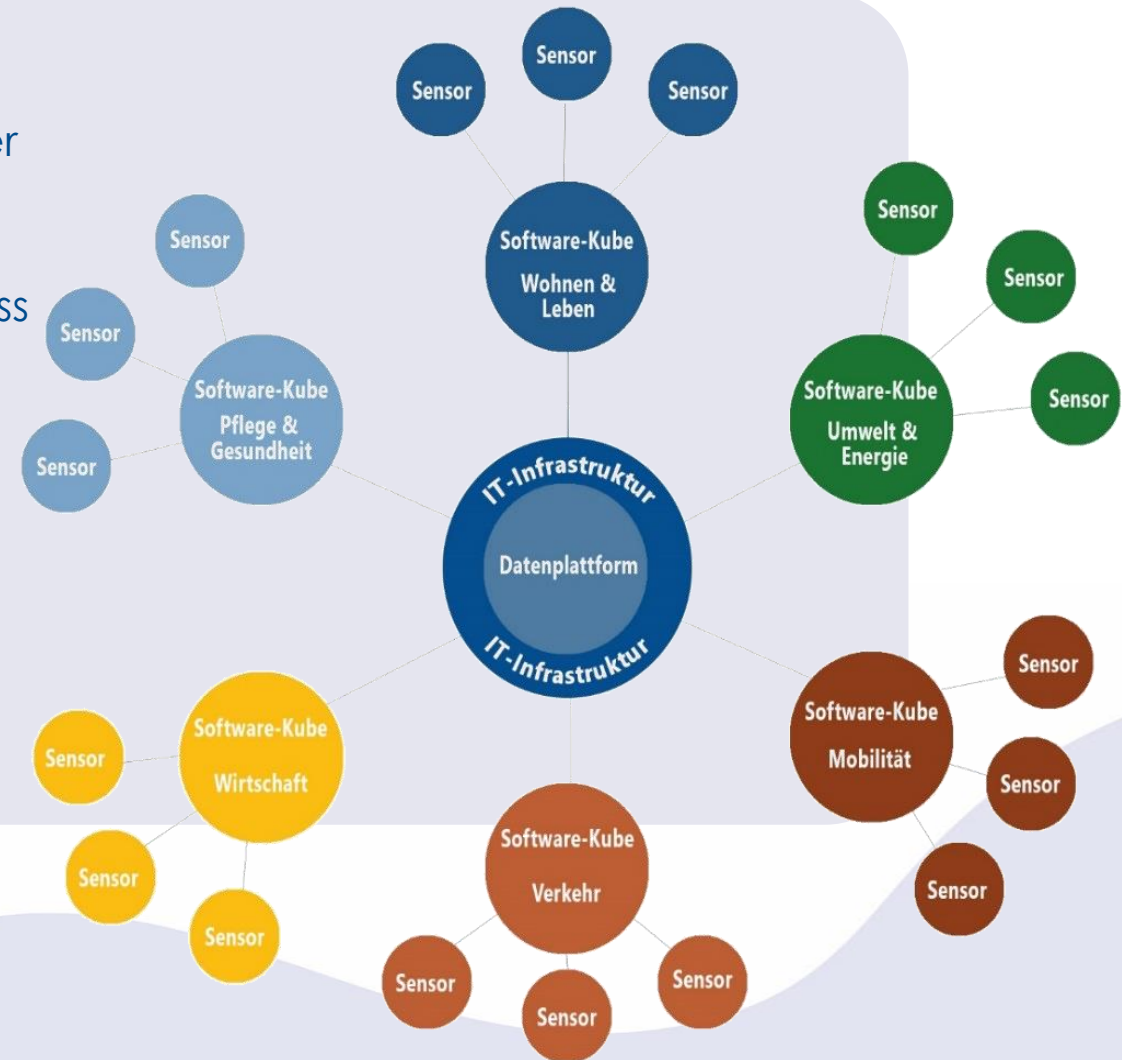 er
ss
Sensor
Sensor
Sensor
Software-Kube
Wohnen &
Leben
Sensor
Sensor
Sensor
Software-Kube
Umwelt &
Energie
Sensor
Sensor
Sensor
Software-Kube
Pflege &
Gesundheit
IT-Infrastruktur
Datenplattform
IT-Infrastruktur
Sensor
Sensor
Sensor
Software-Kube
Mobilität
Sensor
Sensor
Sensor
Software-Kube
Wirtschaft
Software-Kube
Verkehr
Sensor
Sensor
Sensor